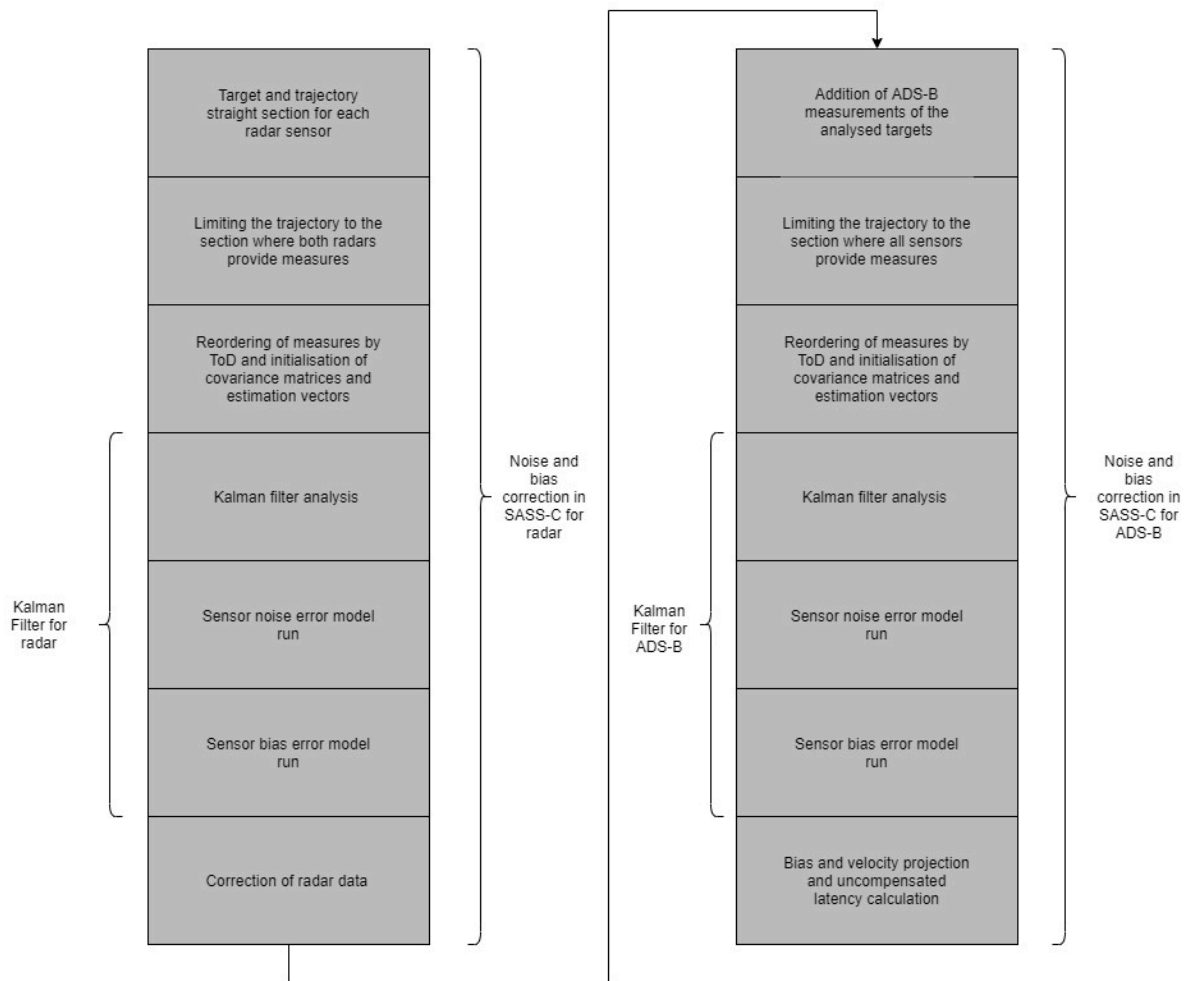 Target and trajectory
straight section for each
radar sensor
Limiting the trajectory to the
section where both radars
provide measures
Reordering of measures by
ToD and initialisation of
covariance matrices and
estimation vectors
Kalman filter analysis
Sensor noise error model
run
Sensor bias error model
run
Correction of radar data
Kalman
Filter for
radar
Noise and
bias
correction in
SASS-C for
radar
Addition of ADS-B
measurements of the
analysed targets
Limiting the trajectory to the
section where all sensors
provide measures
Reordering of measures by
ToD and initialisation of
covariance matrices and
estimation vectors
Kalman filter analysis
Sensor noise error model
run
Sensor bias error model
run
Bias and velocity projection
and uncompensated
latency calculation
Kalman
Filter for
ADS-B
Noise and
bias
correction in
SASS-C for
ADS-B